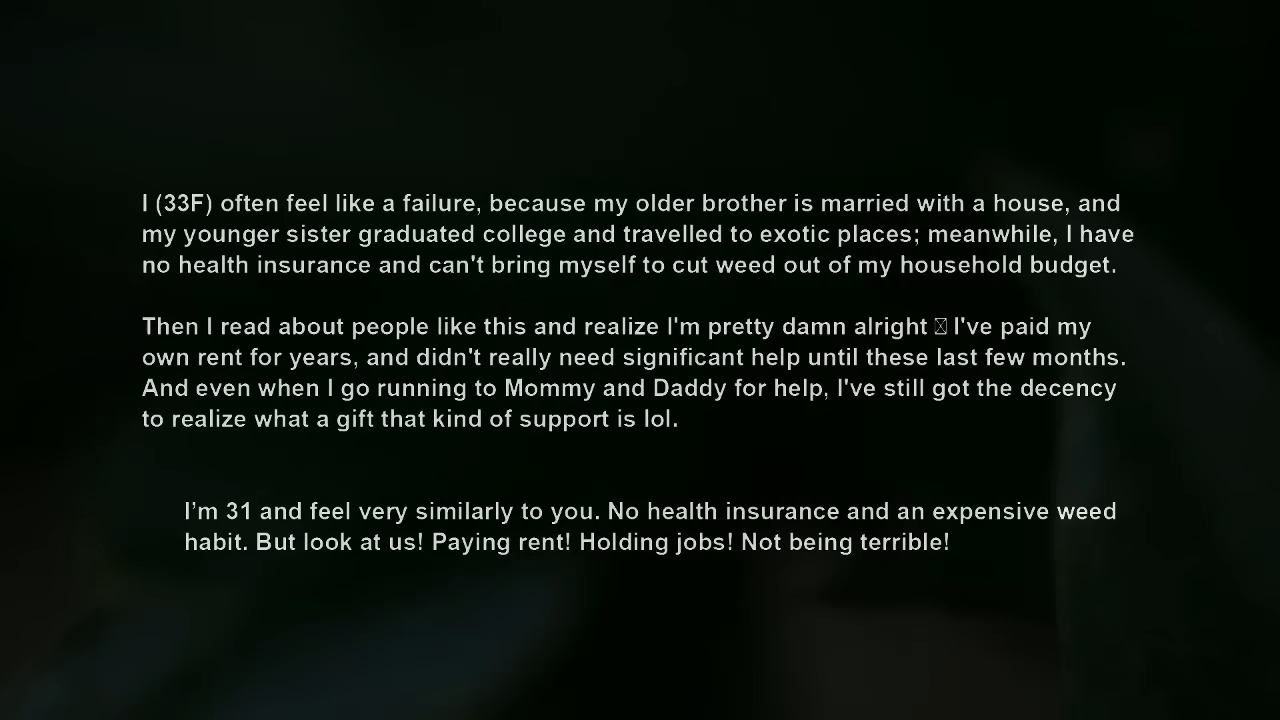 I (33F) often feel like a failure, because my older brother is married with a house, and
my younger sister graduated college and travelled to exotic places; meanwhile, I have
no health insurance and can't bring myself to cut weed out of my household budget.
Then I read about people like this and realize I'm pretty damn alright I've paid my
own rent for years, and didn't really need significant help until these last few months.
And even when I go running to Mommy and Daddy for help, I've still got the decency
to realize what a gift that kind of support is lol.
I’m 31 and feel very similarly to you. No health insurance and an expensive weed
habit. But look at us! Paying rent! Holding jobs! Not being terrible!